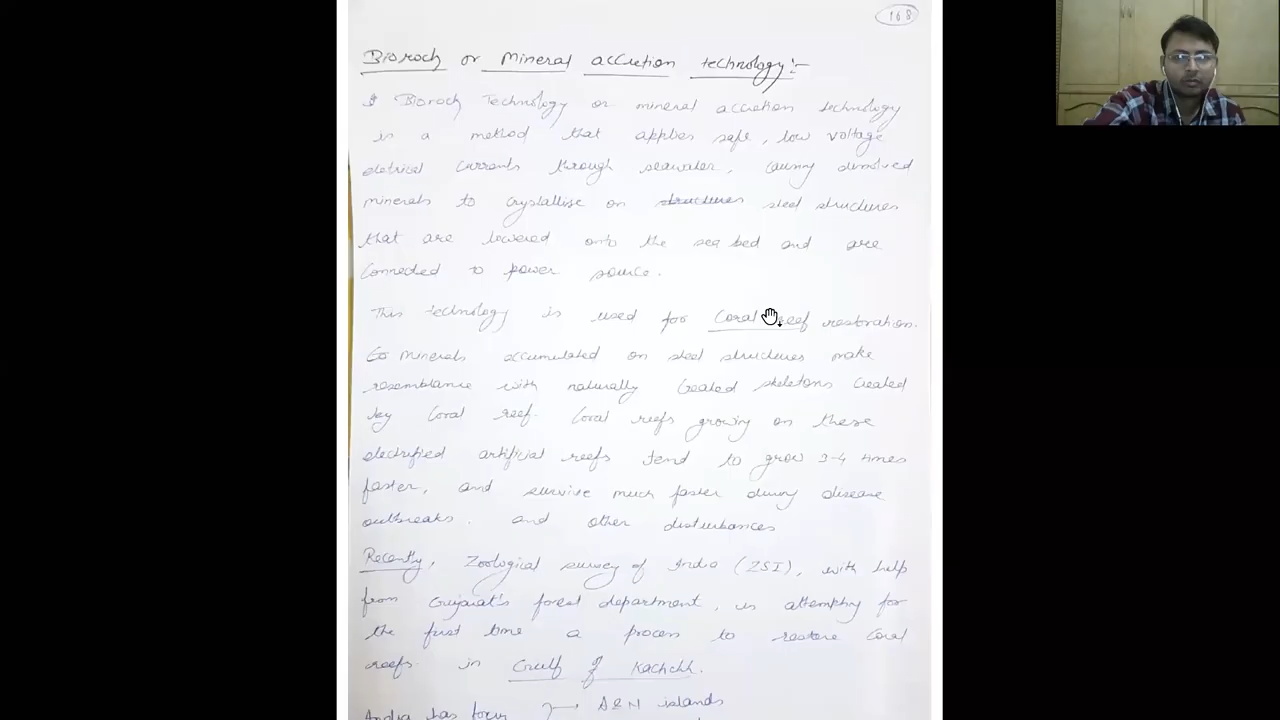 168
Biorock or Mineral accretion technology :-
Biorock Technology or mineral accretion technology
is a method that applies safe, low voltage
eletrical currents through seawater, causing dissolved
minerals to crystallise on structures steel structures
that are lowered onto the sea bed and are
connected to power source.
This technology is used for coral reef restoration.
minerals accumulated on steel structures make
resemblance with naturally created skeletons created
by coral reef. Coral reefs growing on these
electrified artificial reefs tend to grow 3-4 times
faster, and survive much faster during disease
outbreaks. and other disturbances
Recently, Zoological survey of India (ZSI), with help
from Gujarat's forest department, is attempting for
the first time a process to restore coral
reefs in Gulf of Kachchh.
India has four A&N islands